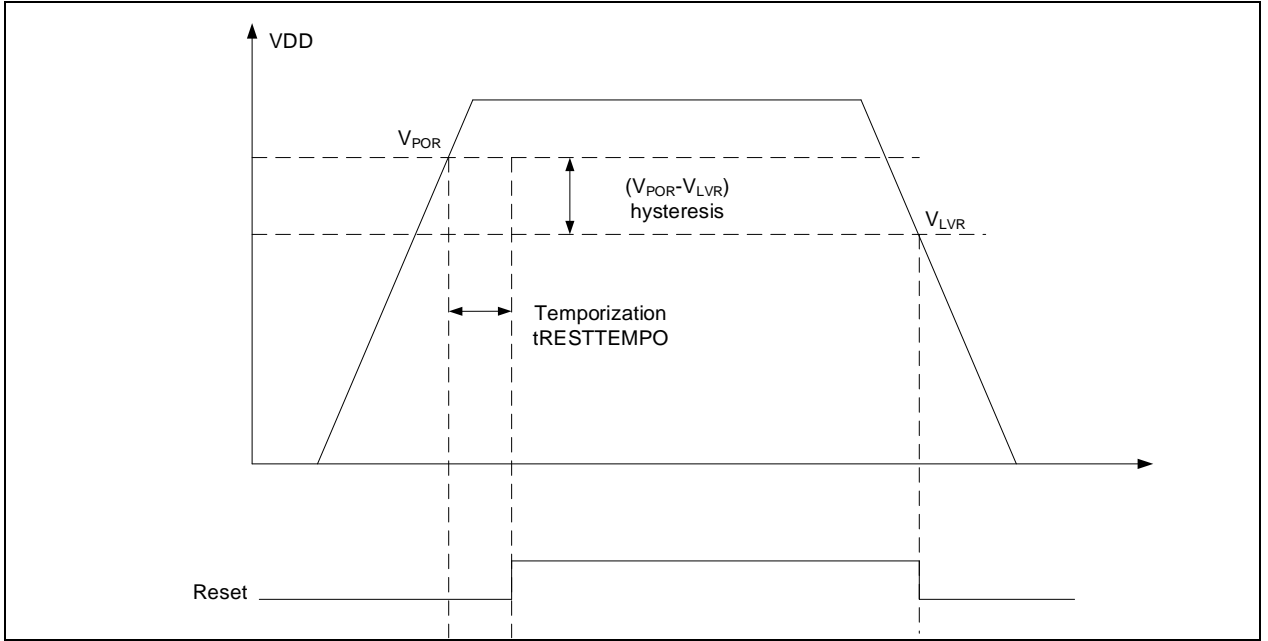 VDD
VPOR
(VPOR-VLVR)
hysteresis
VLVR
Temporization
tRESTTEMPO
Reset